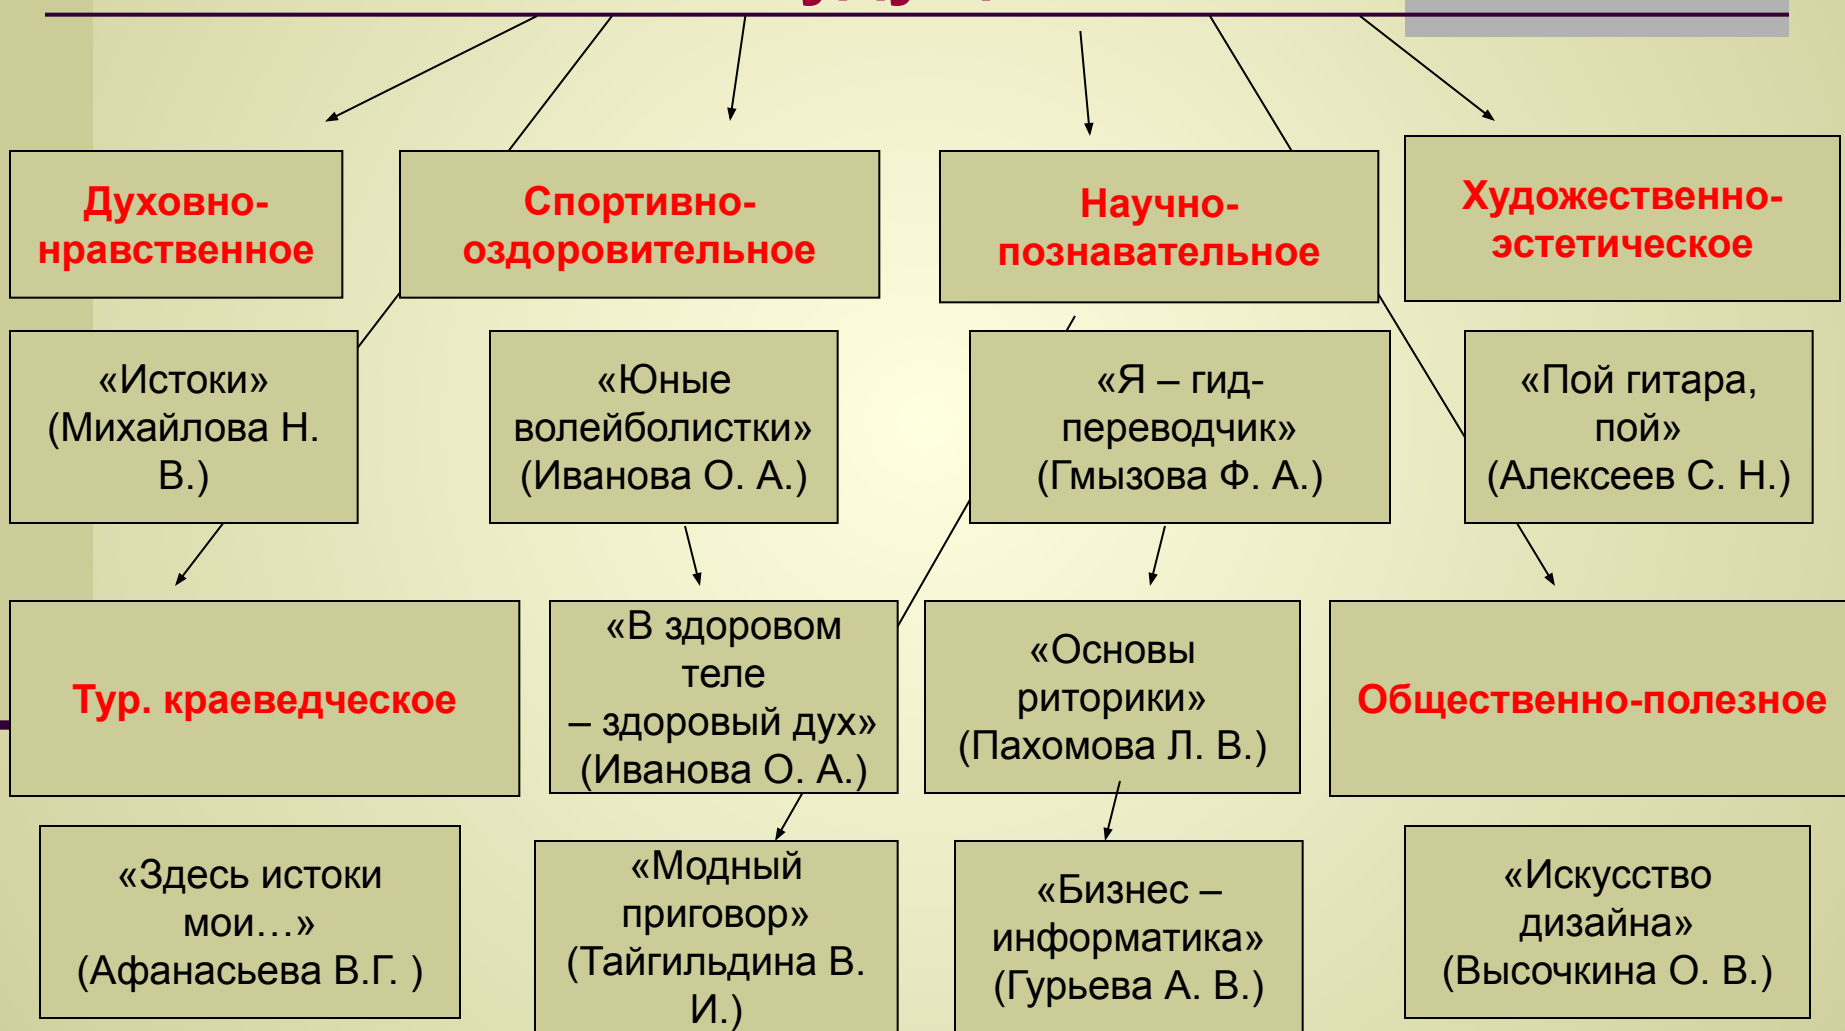 Духовно-
нравственное
Спортивно-
оздоровительное
Научно-
познавательное
Художественно-
эстетическое
«Истоки»
(Михайлова Н.
В.)
«Юные
волейболистки»
(Иванова О. А.)
«Я – гид-
переводчик»
(Гмызова Ф. А.)
«Пой гитара,
пой»
(Алексеев С. Н.)
Тур. краеведческое
«В здоровом
теле
– здоровый дух»
(Иванова О. А.)
«Основы
риторики»
(Пахомова Л. В.)
Общественно-полезное
«Здесь истоки
мои…»
(Афанасьева В.Г. )
«Модный
приговор»
(Тайгильдина В.
И.)
«Бизнес –
информатика»
(Гурьева А. В.)
«Искусство
дизайна»
(Высочкина О. В.)